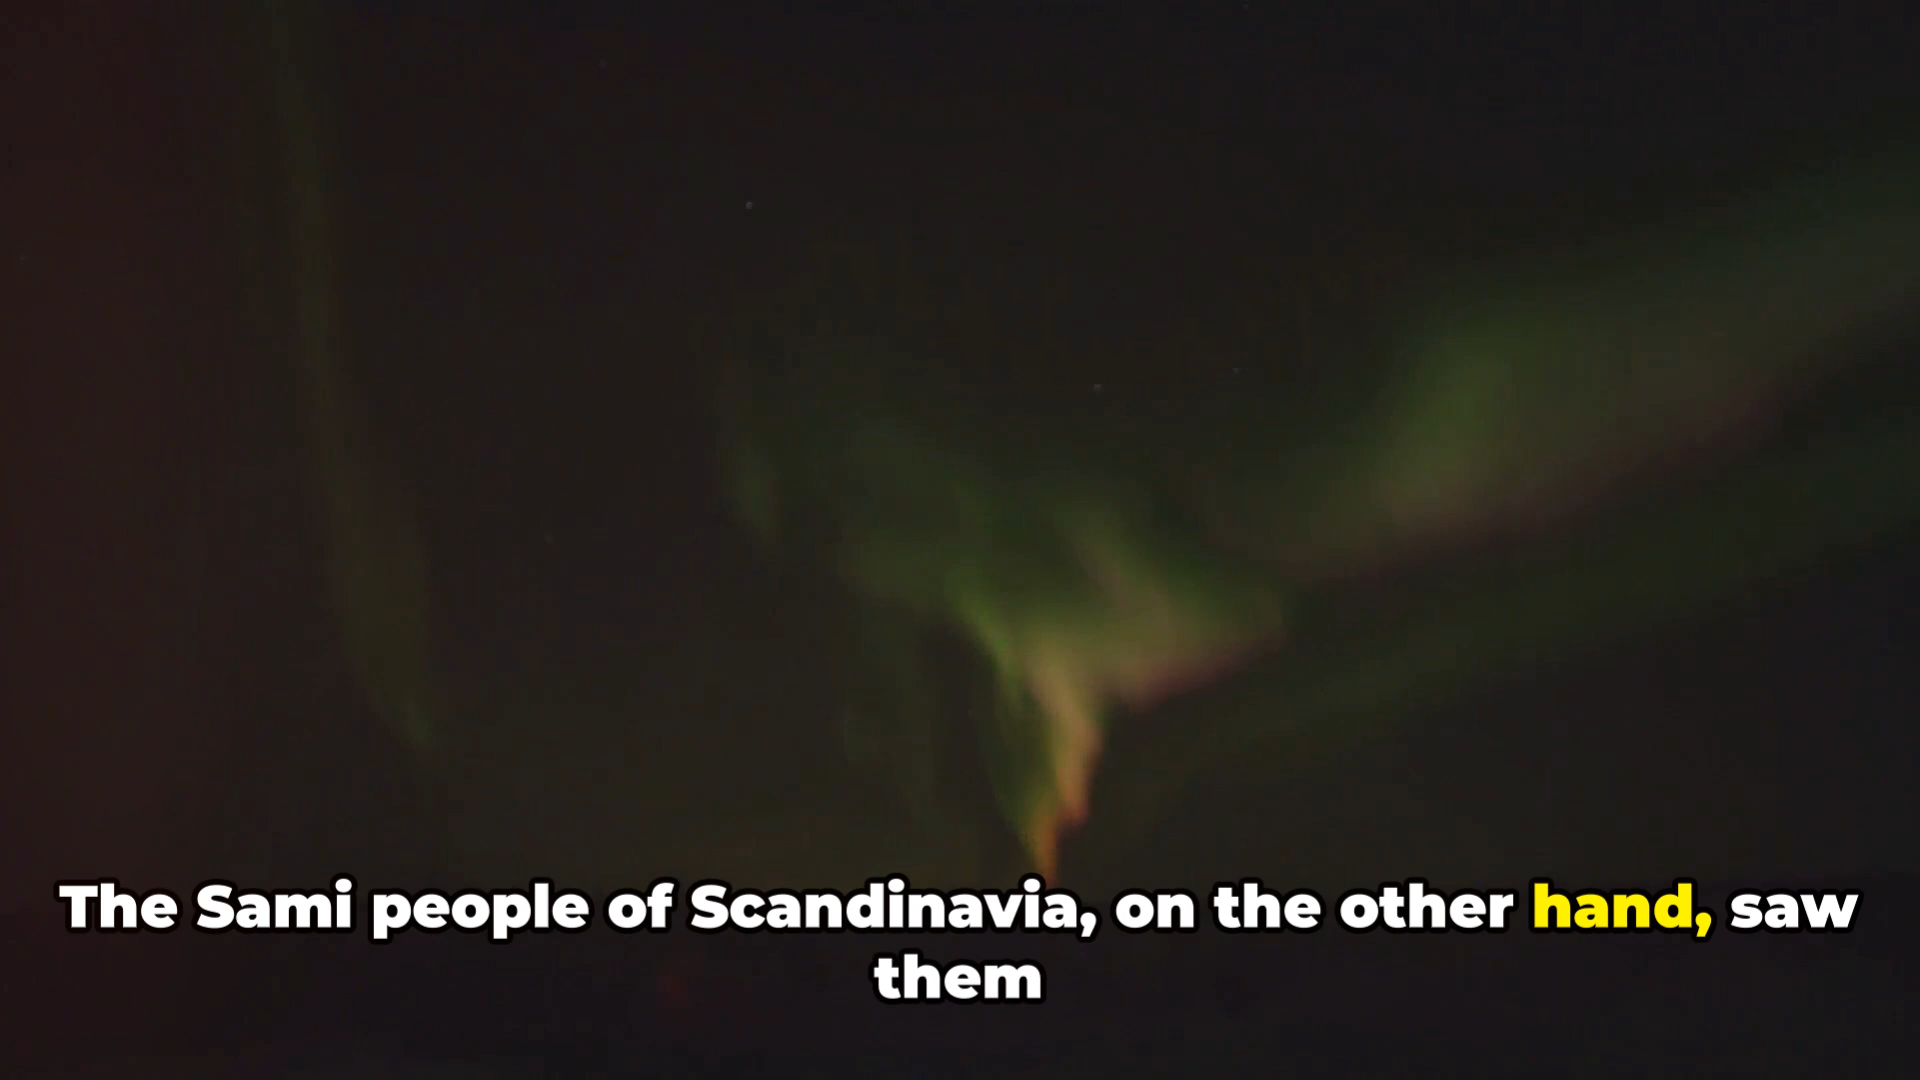 The Sami people of Scandinavia, on the other hand, saw
them